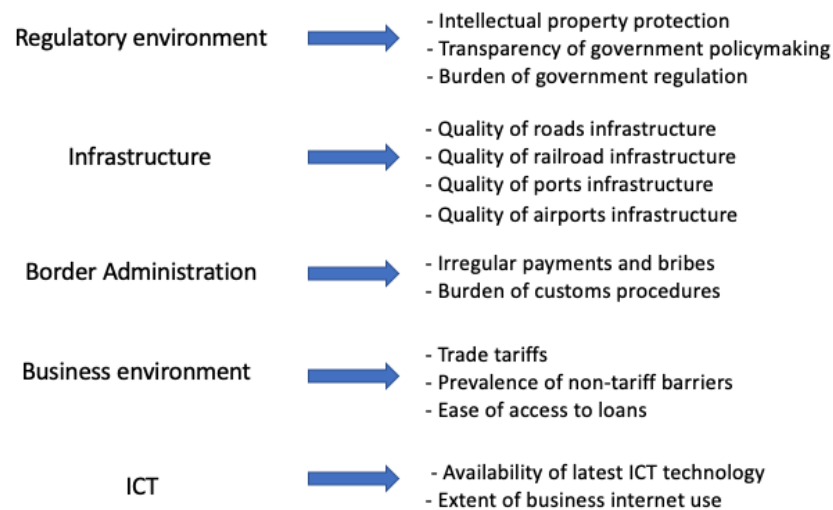 Regulatory environment
- Intellectual property protection
- Transparency of government policymaking
- Burden of government regulation
Infrastructure
- Quality of roads infrastructure
- Quality of railroad infrastructure
- Quality of ports infrastructure
- Quality of airports infrastructure
Border Administration
- Irregular payments and bribes
- Burden of customs procedures
Business environment
- Trade tariffs
- Prevalence of non-tariff barriers
- Ease of access to loans
ICT
- Availability of latest ICT technology
- Extent of business internet use